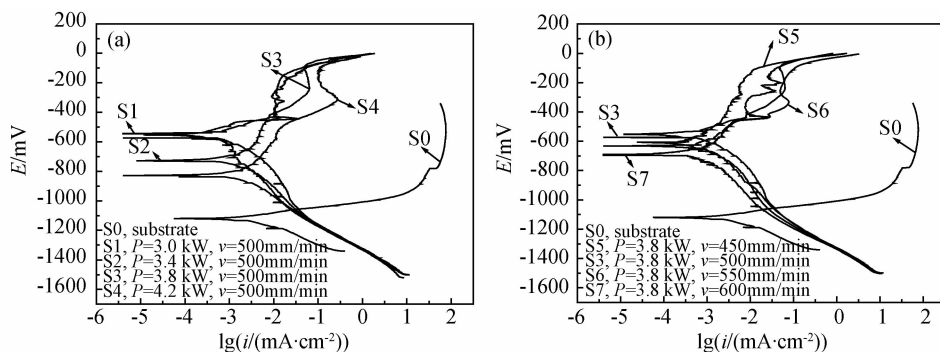 200
0
-200
-400
-600
-800
-1000
-1200
-1400
-1600
E/mV
(a)
S3
S4
S1
S0
S2
S0, substrate
S1, P=3.0 kW, v=500mm/min
S2, P=3.4 kW, v=500mm/min
S3, P=3.8 kW, v=500mm/min
S4, P=4.2 kW, v=500mm/min
-6 -5 -4 -3 -2 -1 0 1 2
lg(i/(mA·cm⁻²))
200
0
-200
-400
-600
-800
-1000
-1200
-1400
-1600
E/mV
(b)
S5
S6
S3
S0
S7
S0, substrate
S5, P=3.8 kW, v=450mm/min
S3, P=3.8 kW, v=500mm/min
S6, P=3.8 kW, v=550mm/min
S7, P=3.8 kW, v=600mm/min
-6 -5 -4 -3 -2 -1 0 1 2
lg(i/(mA·cm⁻²))